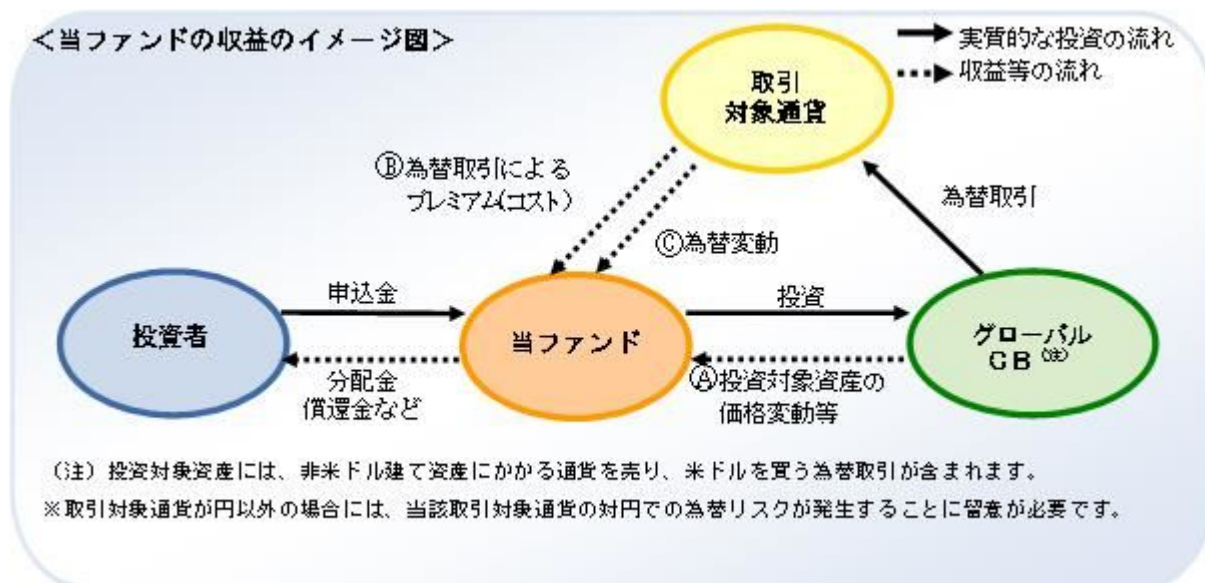 ＜当ファンドの収益のイメージ図＞
実質的な投資の流れ
収益等の流れ
取引
対象通貨
Ⓑ為替取引による
プレミアム(コスト)
Ⓒ為替変動
為替取引
申込金
投資
投資者
当ファンド
グローバル
CB（注）
分配金
償還金など
Ⓐ投資対象資産の
価格変動等
（注）投資対象資産には、非米ドル建て資産にかかる通貨を売り、米ドルを買う為替取引が含まれます。
※取引対象通貨が円以外の場合には、当該取引対象通貨の対円での為替リスクが発生することに留意が必要です。